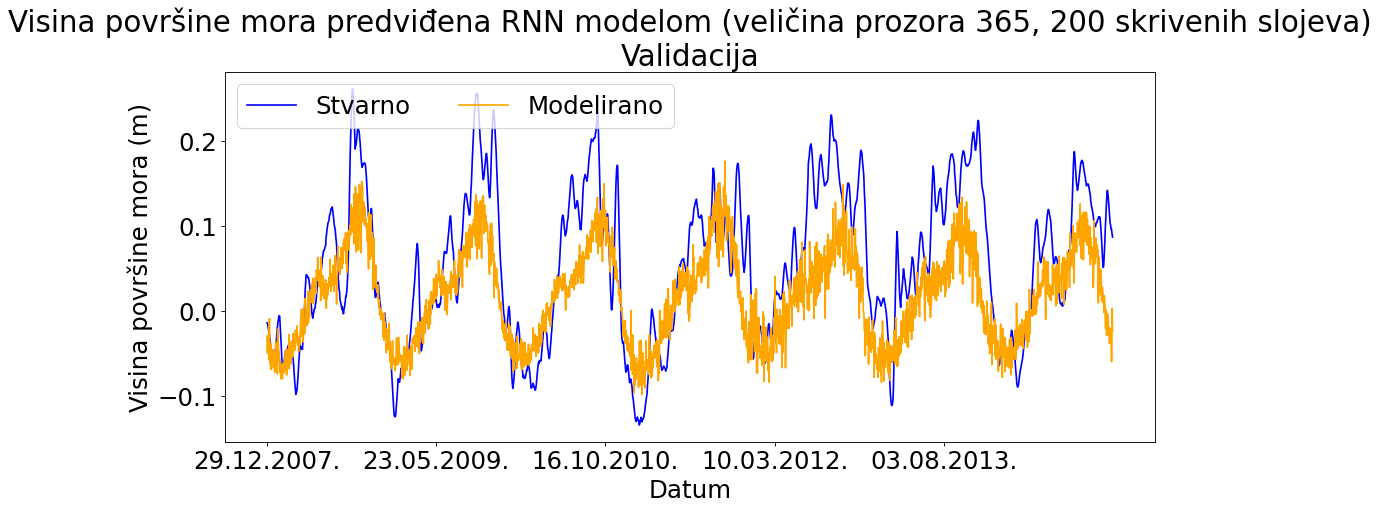 Visina površine mora predviđena RNN modelom (veličina prozora 365, 200 skrivenih slojeva)
Validacija
Stvarno Modelirano
Visina površine mora (m)
0.2
0.1
0.0
−0.1
29.12.2007. 23.05.2009. 16.10.2010. 10.03.2012. 03.08.2013.
Datum